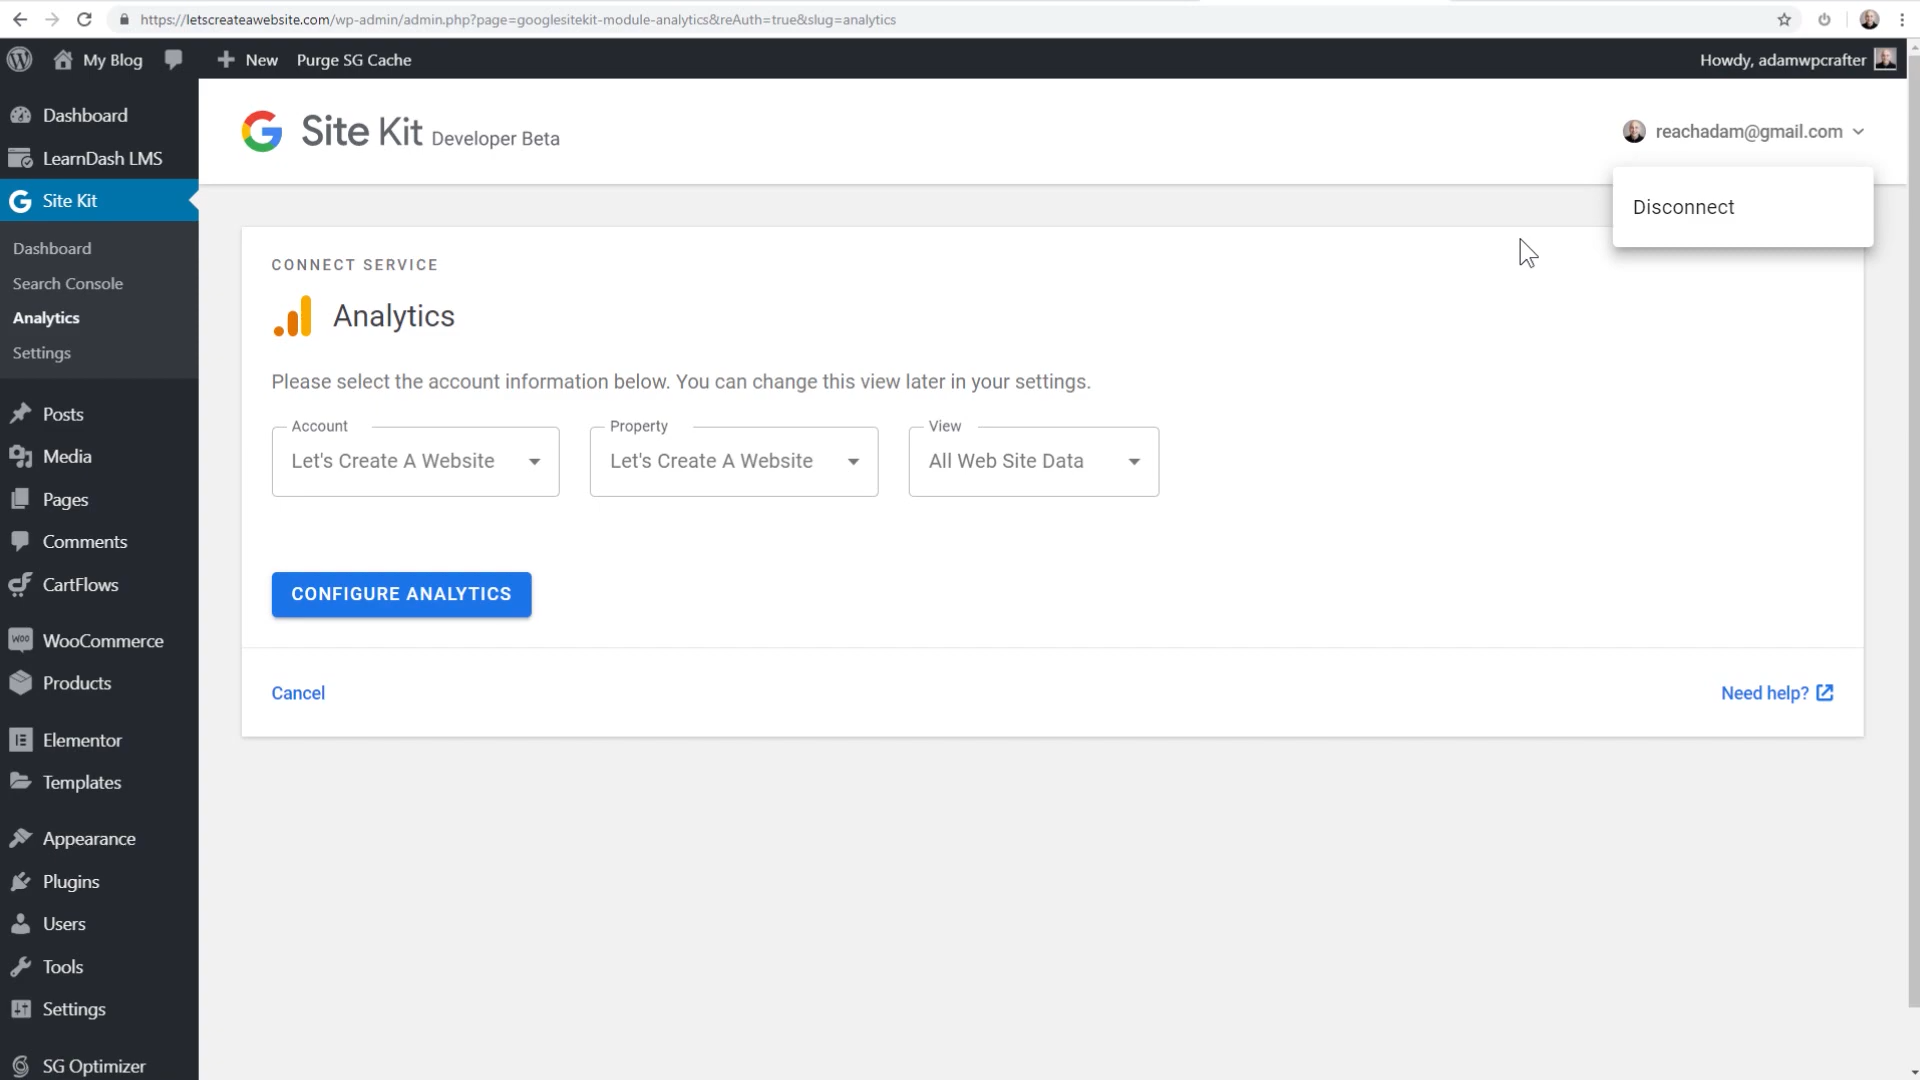 https://letscreateawebsite.com/wp-admin/admin.php?page=googlesitekit-module-analytics&reAuth=true&slug=analytics
My Blog
New
Purge SG Cache
Howdy, adamwpcrafter
Dashboard
LearnDash LMS
Site Kit
Dashboard
Search Console
Analytics
Settings
Posts
Media
Pages
Comments
CartFlows
WOO WooCommerce
Products
Elementor
Templates
Appearance
Plugins
Users
Tools
Settings
SG Optimizer
Site Kit Developer Beta
reachadam@gmail.com
Disconnect
CONNECT SERVICE
Analytics
Please select the account information below. You can change this view later in your settings.
Account
Let's Create A Website
Property
Let's Create A Website
View
All Web Site Data
CONFIGURE ANALYTICS
Cancel
Need help?